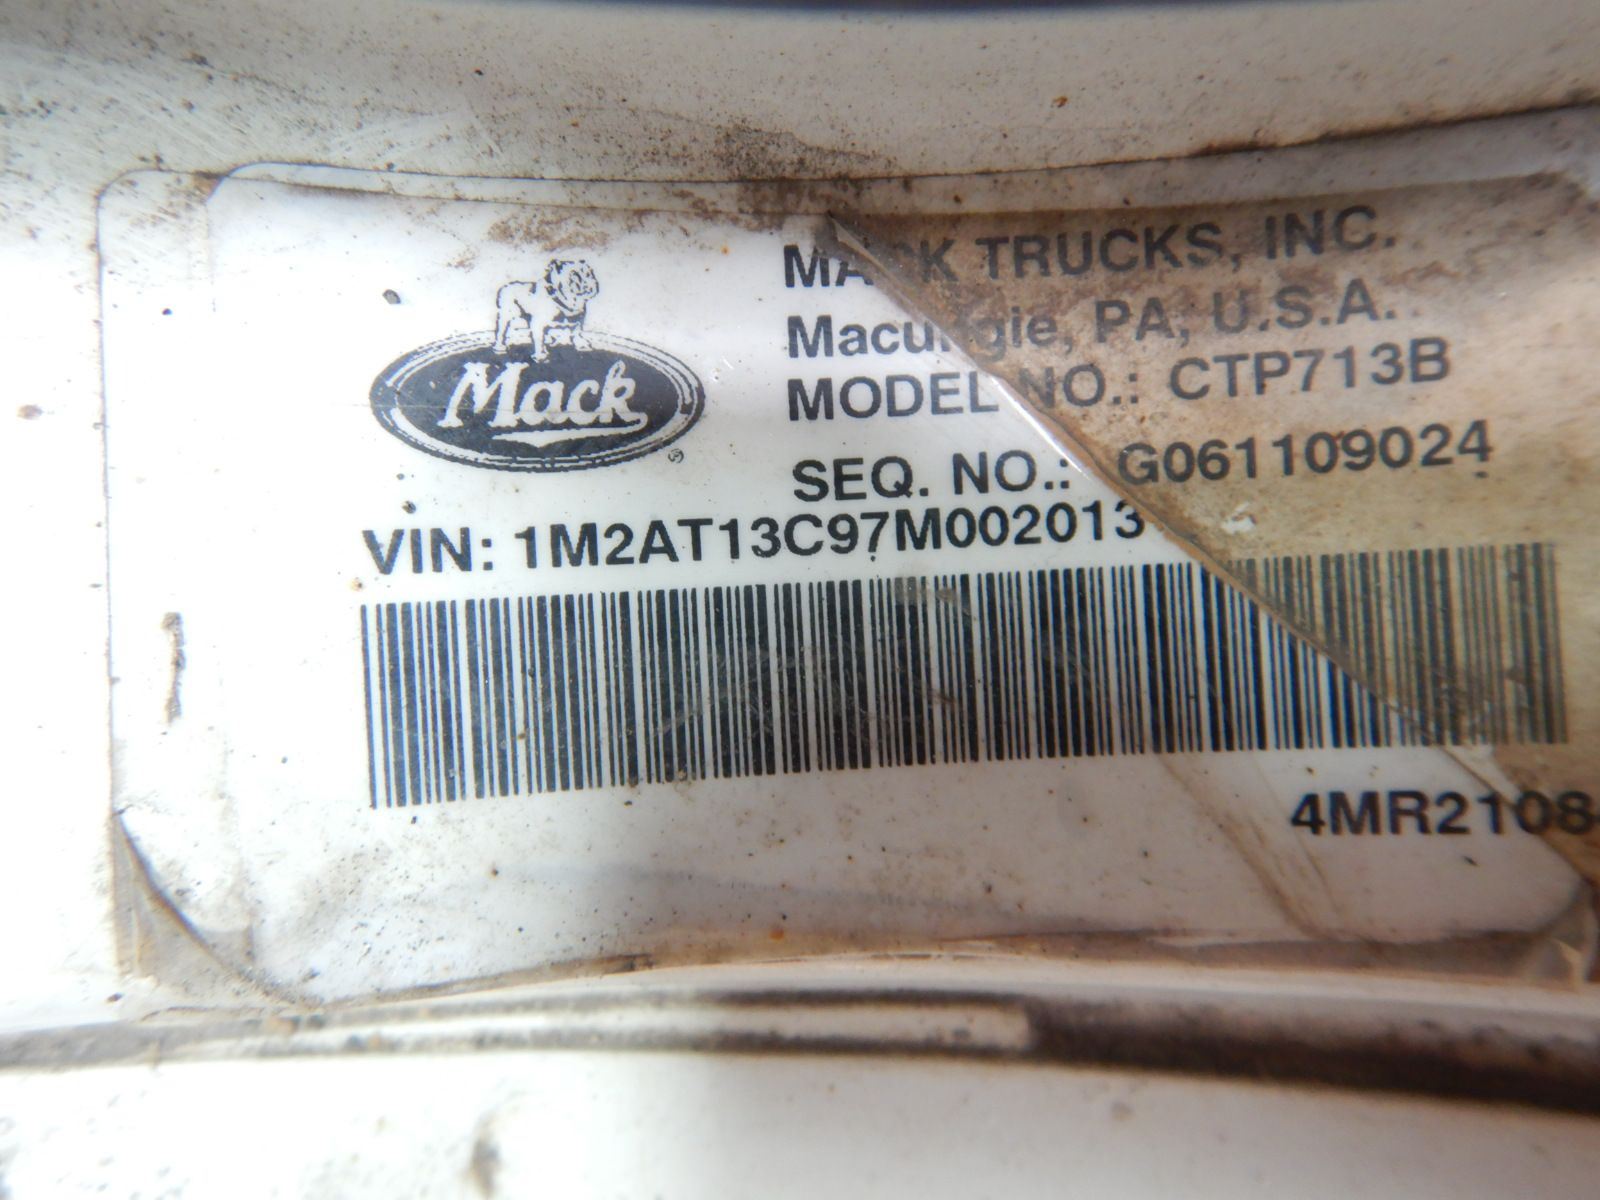 Mack
®
MACK TRUCKS, INC.
Macungie, PA, U.S.A.
MODEL NO.: CTP713B
SEQ. NO.: G061109024
VIN: 1M2AT13C97M002013
4MR2108